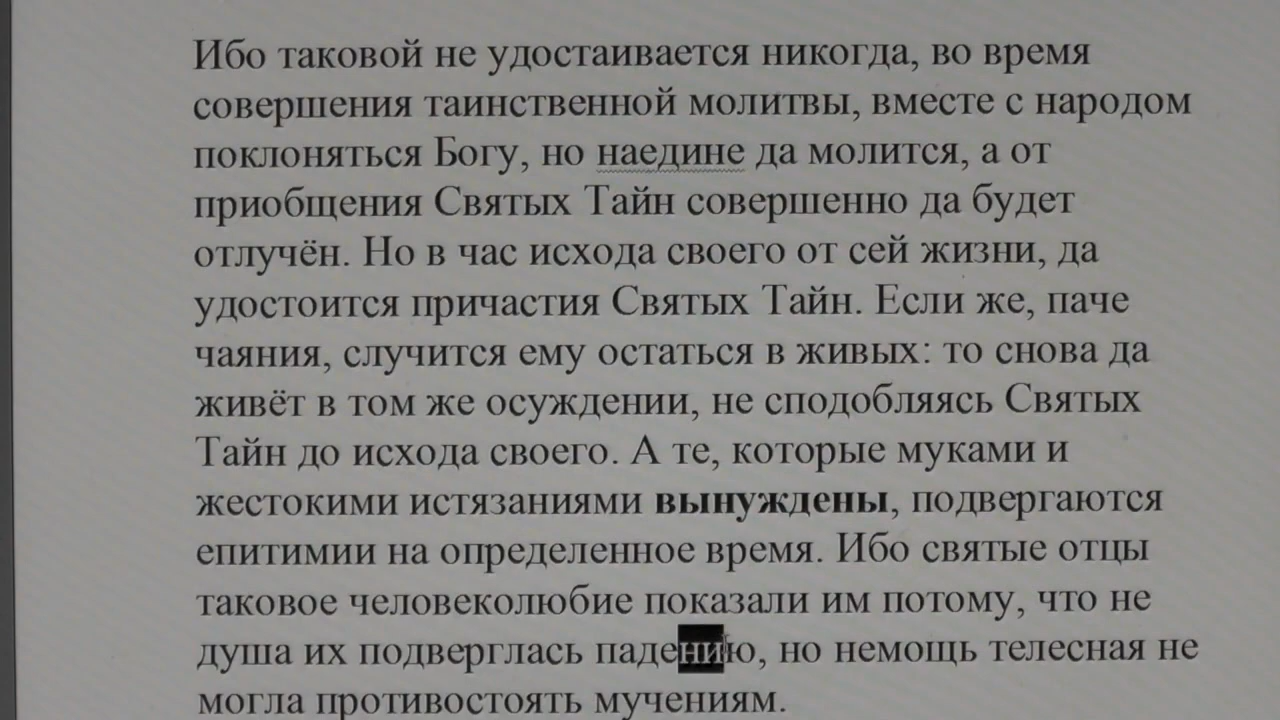 Ибо таковой не удостаивается никогда, во время
совершения таинственной молитвы, вместе с народом
поклоняться Богу, но наедине да молится, а от
приобщения Святых Тайн совершенно да будет
отлучён. Но в час исхода своего от сей жизни, да
удостоится причастия Святых Тайн. Если же, паче
чаяния, случится ему остаться в живых: то снова да
живёт в том же осуждении, не сподобляясь Святых
Тайн до исхода своего. А те, которые муками и
жестокими истязаниями вынуждены, подвергаются
епитимии на определенное время. Ибо святые отцы
таковое человеколюбие показали им потому, что не
душа их подверглась падению, но немощь телесная не
могла противостоять мучениям.